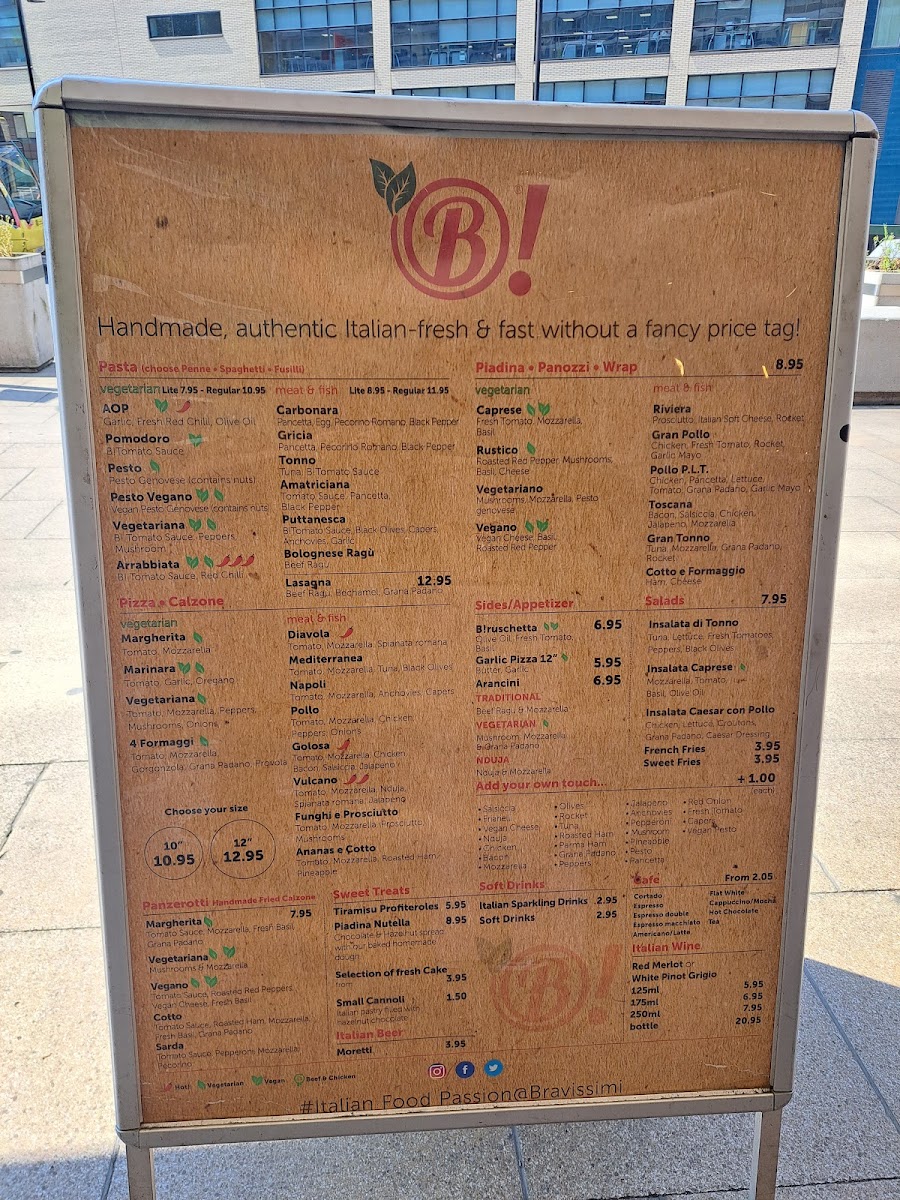 B!
Handmade, authentic Italian-fresh & fast without a fancy price tag!
Pasta (choose Penne • Spaghetti • Fusilli)
vegetarian Lite 7.95 - Regular 10.95
AOP
Garlic, Fresh Red Chilli, Olive Oil
Pomodoro
B!Tomato Sauce
Pesto
Pesto Genovese (contains nuts)
Pesto Vegano
Vegan Pesto Genovese (contains nuts)
Vegetariana
B! Tomato Sauce, Peppers,
Mushroom
Arrabbiata
B! Tomato Sauce, Red Chilli
meat & fish Lite 8.95 - Regular 11.95
Carbonara
Pancetta, Egg, Pecorino Romano, Black Pepper
Gricia
Pancetta, Pecorino Romano, Black Pepper
Tonno
Tuna, B!Tomato Sauce
Amatriciana
Tomato Sauce, Pancetta,
Black Pepper
Puttanesca
B!Tomato Sauce, Black Olives, Capers,
Anchovies, Garlic
Bolognese Ragù
Beef Ragu
Lasagna 12.95
Beef Ragu, Bechamel, Grana Padano
Piadina • Panozzi • Wrap 8.95
vegetarian
Caprese
Fresh Tomato, Mozzarella,
Basil
Rustico
Roasted Red Pepper, Mushrooms,
Basil, Cheese
Vegetariano
Mushrooms, Mozzarella, Pesto
genovese
Vegano
Vegan Cheese, Basil,
Roasted Red Pepper
meat & fish
Riviera
Prosciutto, Italian Soft Cheese, Rocket
Gran Pollo
Chicken, Fresh Tomato, Rocket,
Garlic Mayo
Pollo P.L.T.
Chicken, Pancetta, Lettuce,
Tomato, Grana Padano, Garlic Mayo
Toscana
Bacon, Salsiccia, Chicken,
Jalapeno, Mozzarella
Gran Tonno
Tuna, Mozzarella, Grana Padano,
Rocket
Cotto e Formaggio
Ham, Cheese
Pizza • Calzone
vegetarian
Margherita
Tomato, Mozzarella
Marinara
Tomato, Garlic, Oregano
Vegetariana
Tomato, Mozzarella, Peppers,
Mushrooms, Onions
4 Formaggi
Tomato, Mozzarella,
Gorgonzola, Grana Padano, Provola
Choose your size
10" 10.95
12" 12.95
meat & fish
Diavola
Tomato, Mozzarella, Spianata romana
Mediterranea
Tomato, Mozzarella, Tuna, Black Olives
Napoli
Tomato, Mozzarella, Anchovies, Capers
Pollo
Tomato, Mozzarella, Chicken,
Peppers, Onions
Golosa
Tomato, Mozzarella, Chicken
Bacon, Salsiccia, Jalapeno
Vulcano
Tomato, Mozzarella, Nduja,
Spianata romana, Jalapeno
Funghi e Prosciutto
Tomato, Mozzarella, Prosciutto,
Mushrooms
Ananas e Cotto
Tomato, Mozzarella, Roasted Ham,
Pineapple
Sides/Appetizer
B!ruschetta 6.95
Olive Oil, Fresh Tomato,
Basil
Garlic Pizza 12" 5.95
Butter, Garlic
Arancini 6.95
TRADITIONAL
Beef Ragu & Mozzarella
VEGETARIAN
Mushroom, Mozzarella
& Grana Padano
NDUJA
Nduja & Mozzarella
Salads 7.95
Insalata di Tonno
Tuna, Lettuce, Fresh Tomatoes,
Peppers, Black Olives
Insalata Caprese
Mozzarella, Tomato,
Basil, Olive Oil
Insalata Caesar con Pollo
Chicken, Lettuce, Croutons,
Grana Padano, Caesar Dressing
French Fries 3.95
Sweet Fries 3.95
Add your own touch... + 1.00
(each)
• Salsiccia
• Friarielli
• Vegan Cheese
• Nduja
• Chicken
• Bacon
• Mozzarella
• Olives
• Rocket
• Tuna
• Roasted Ham
• Parma Ham
• Grana Padano
• Peppers
• Jalapeno
• Anchovies
• Pepperoni
• Mushroom
• Pineapple
• Pesto
• Pancetta
• Red Onion
• Fresh Tomato
• Capers
• Vegan Pesto
Panzerotti Handmade Fried Calzone
7.95
Margherita
Tomato Sauce, Mozzarella, Fresh Basil,
Grana Padano
Vegetariana
Mushrooms & Mozzarella
Vegano
Tomato Sauce, Roasted Red Peppers,
Vegan Cheese, Fresh Basil
Cotto
Tomato Sauce, Roasted Ham, Mozzarella,
Fresh Basil, Grana Padano
Sarda
Tomato Sauce, Pepperoni, Mozzarella,
Pecorino
Sweet Treats
Tiramisu Profiteroles 5.95
Piadina Nutella 8.95
Chocolate & Hazelnut spread
with our baked homemade
dough
Selection of fresh Cake
from 3.95
Small Cannoli 1.50
Italian pastry filled with
hazelnut chocolate
Italian Beer
Moretti 3.95
Soft Drinks
Italian Sparkling Drinks 2.95
Soft Drinks 2.95
B!
Cafe From 2.05
Cortado
Espresso
Espresso double
Espresso macchiato
Americano/Latte
Flat White
Cappuccino/Mocha
Hot Chocolate
Tea
Italian Wine
Red Merlot or
White Pinot Grigio
125ml 5.95
175ml 6.95
250ml 7.95
bottle 20.95
Hot! Vegetarian Vegan Beef & Chicken
#Italian Food Passion@Bravissimi